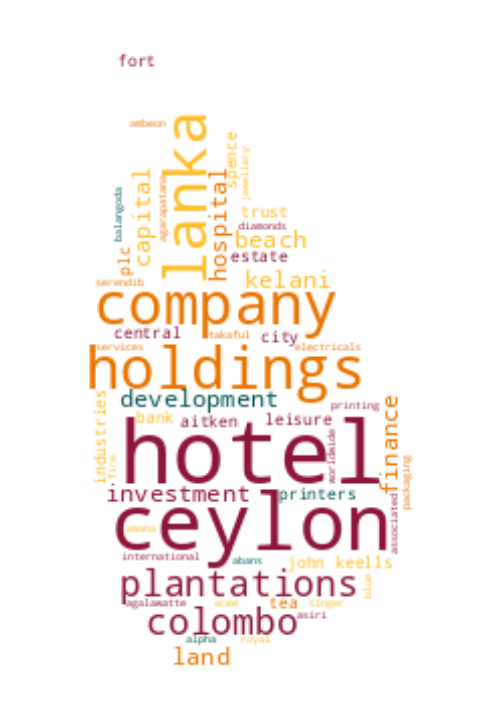 fort
ambeon
lanka
spence
jewellery
balangoda
capital
agarapatana
hospital
trust
diamonds
beach
plc
estate
serendib
kelani
company
central
takaful
city
services
electricals
holdings
development
industries
bank
aitken
leisure
printing
finance
hotel
worldwide
fire
packaging
investment
printers
associated
ceylon
amana
international
abans
john keells
plantations
blue
agalawatte
acme
tea
singer
colombo
asiri
alpha
royal
land